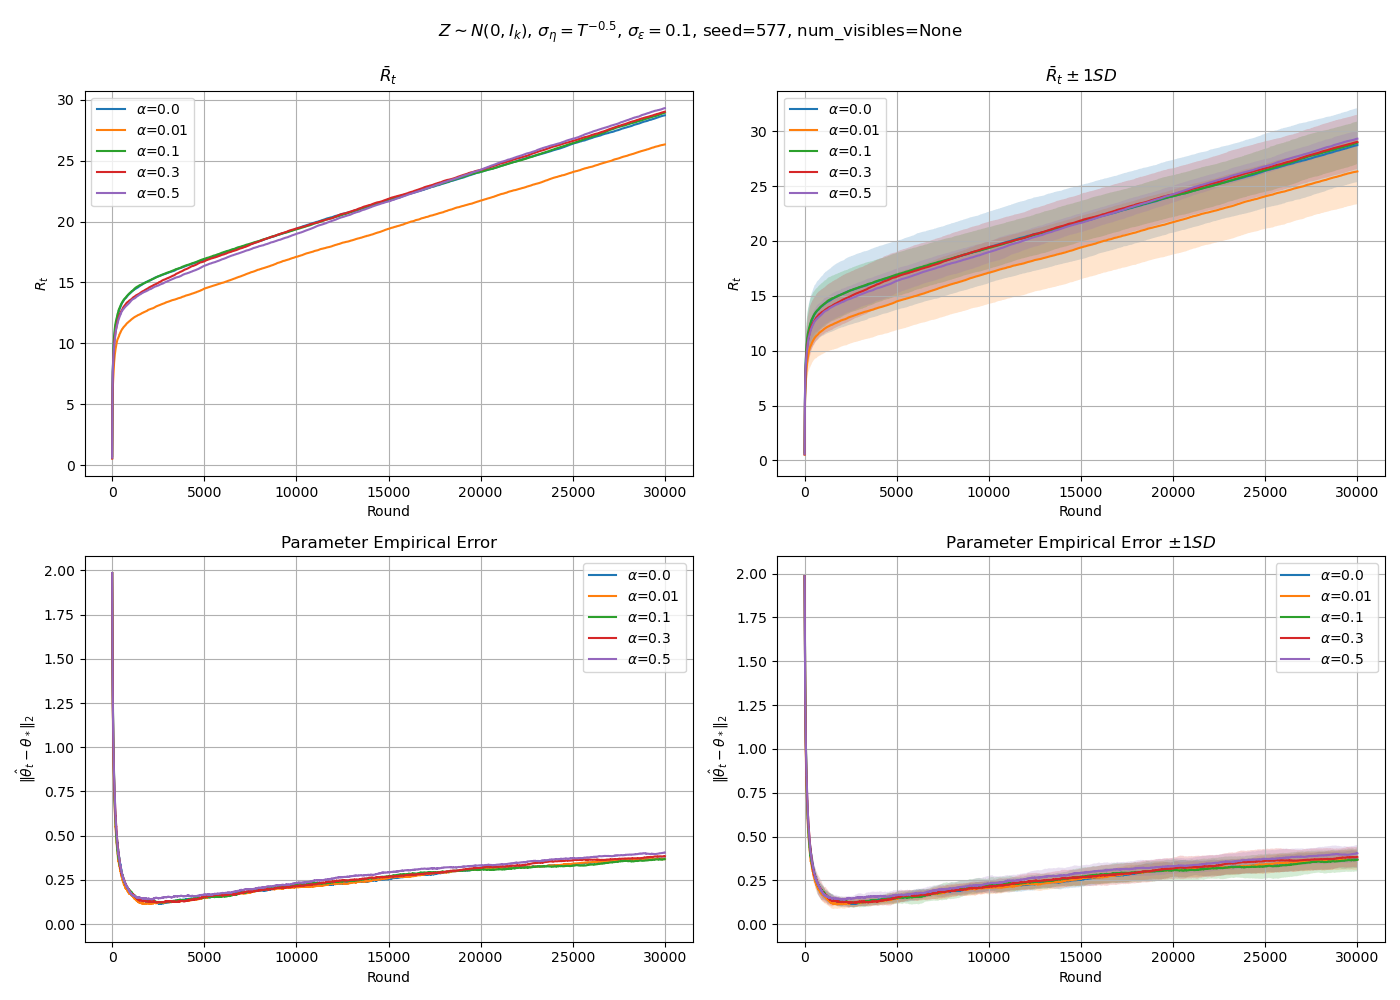 Z ∼ N(0, I_k), σ_η = T^{−0.5}, σ_ε = 0.1, seed=577, num_visibles=None
R̄_t
30
25
20
15
10
5
0
R_t
α=0.0
α=0.01
α=0.1
α=0.3
α=0.5
0 5000 10000 15000 20000 25000 30000
Round
R̄_t ± 1SD
30
25
20
15
10
5
0
R_t
α=0.0
α=0.01
α=0.1
α=0.3
α=0.5
0 5000 10000 15000 20000 25000 30000
Round
Parameter Empirical Error
2.00
1.75
1.50
1.25
1.00
0.75
0.50
0.25
0.00
‖θ̂_t − θ_*‖_2
α=0.0
α=0.01
α=0.1
α=0.3
α=0.5
0 5000 10000 15000 20000 25000 30000
Round
Parameter Empirical Error ±1SD
2.00
1.75
1.50
1.25
1.00
0.75
0.50
0.25
0.00
‖θ̂_t − θ_*‖_2
α=0.0
α=0.01
α=0.1
α=0.3
α=0.5
0 5000 10000 15000 20000 25000 30000
Round